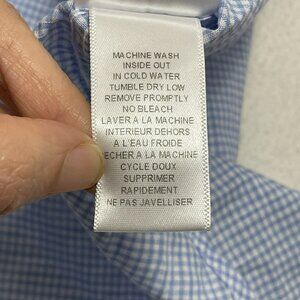 MACHINE WASH
INSIDE OUT
IN COLD WATER
TUMBLE DRY LOW
REMOVE PROMPTLY
NO BLEACH
LAVER A LA MACHINE
INTERIEUR DEHORS
A L'EAU FROIDE
ECHER A LA MACHINE
CYCLE DOUX
SUPPRIMER
RAPIDEMENT
NE PAS JAVELLISER